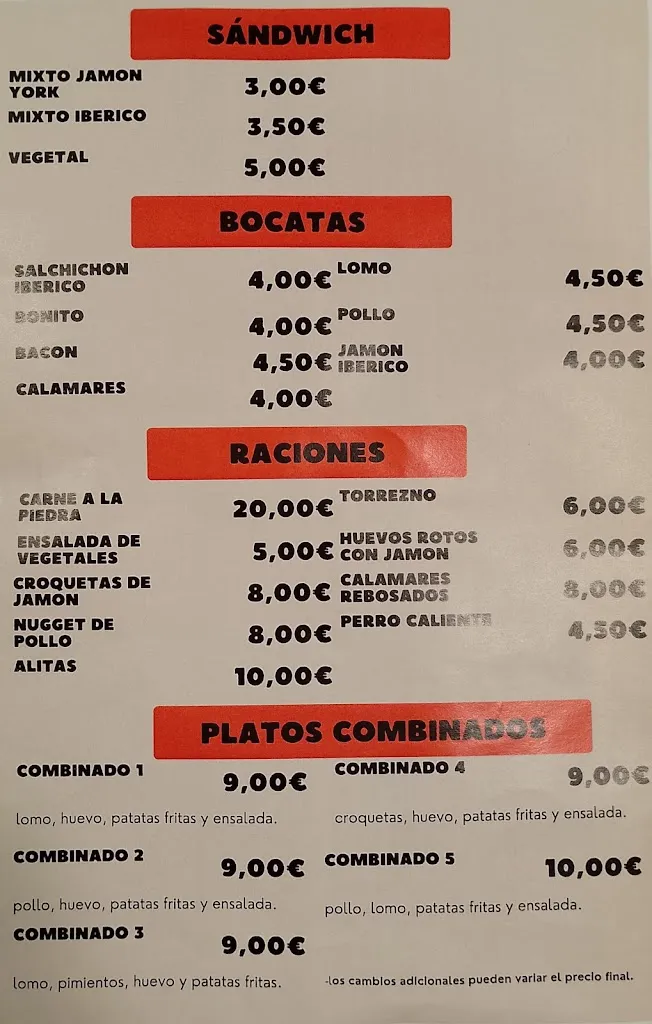 SÁNDWICH
MIXTO JAMON
YORK
3,00€
MIXTO IBERICO
3,50€
VEGETAL
5,00€
BOCATAS
SALCHICHON
IBERICO
4,00€
LOMO
4,50€
BONITO
4,00€
POLLO
4,50€
BACON
4,50€
JAMON
IBERICO
4,00€
CALAMARES
4,00€
RACIONES
CARNE A LA
PIEDRA
20,00€
TORREZNO
6,00€
ENSALADA DE
VEGETALES
5,00€
HUEVOS ROTOS
CON JAMON
6,00€
CROQUETAS DE
JAMON
8,00€
CALAMARES
REBOSADOS
8,00€
NUGGET DE
POLLO
8,00€
PERRO CALIENTE
4,50€
ALITAS
10,00€
PLATOS COMBINADOS
COMBINADO 1
9,00€
lomo, huevo, patatas fritas y ensalada.
COMBINADO 4
9,00€
croquetas, huevo, patatas fritas y ensalada.
COMBINADO 2
9,00€
pollo, huevo, patatas fritas y ensalada.
COMBINADO 5
10,00€
pollo, lomo, patatas fritas y ensalada.
COMBINADO 3
9,00€
lomo, pimientos, huevo y patatas fritas.
-los cambios adicionales pueden variar el precio final.